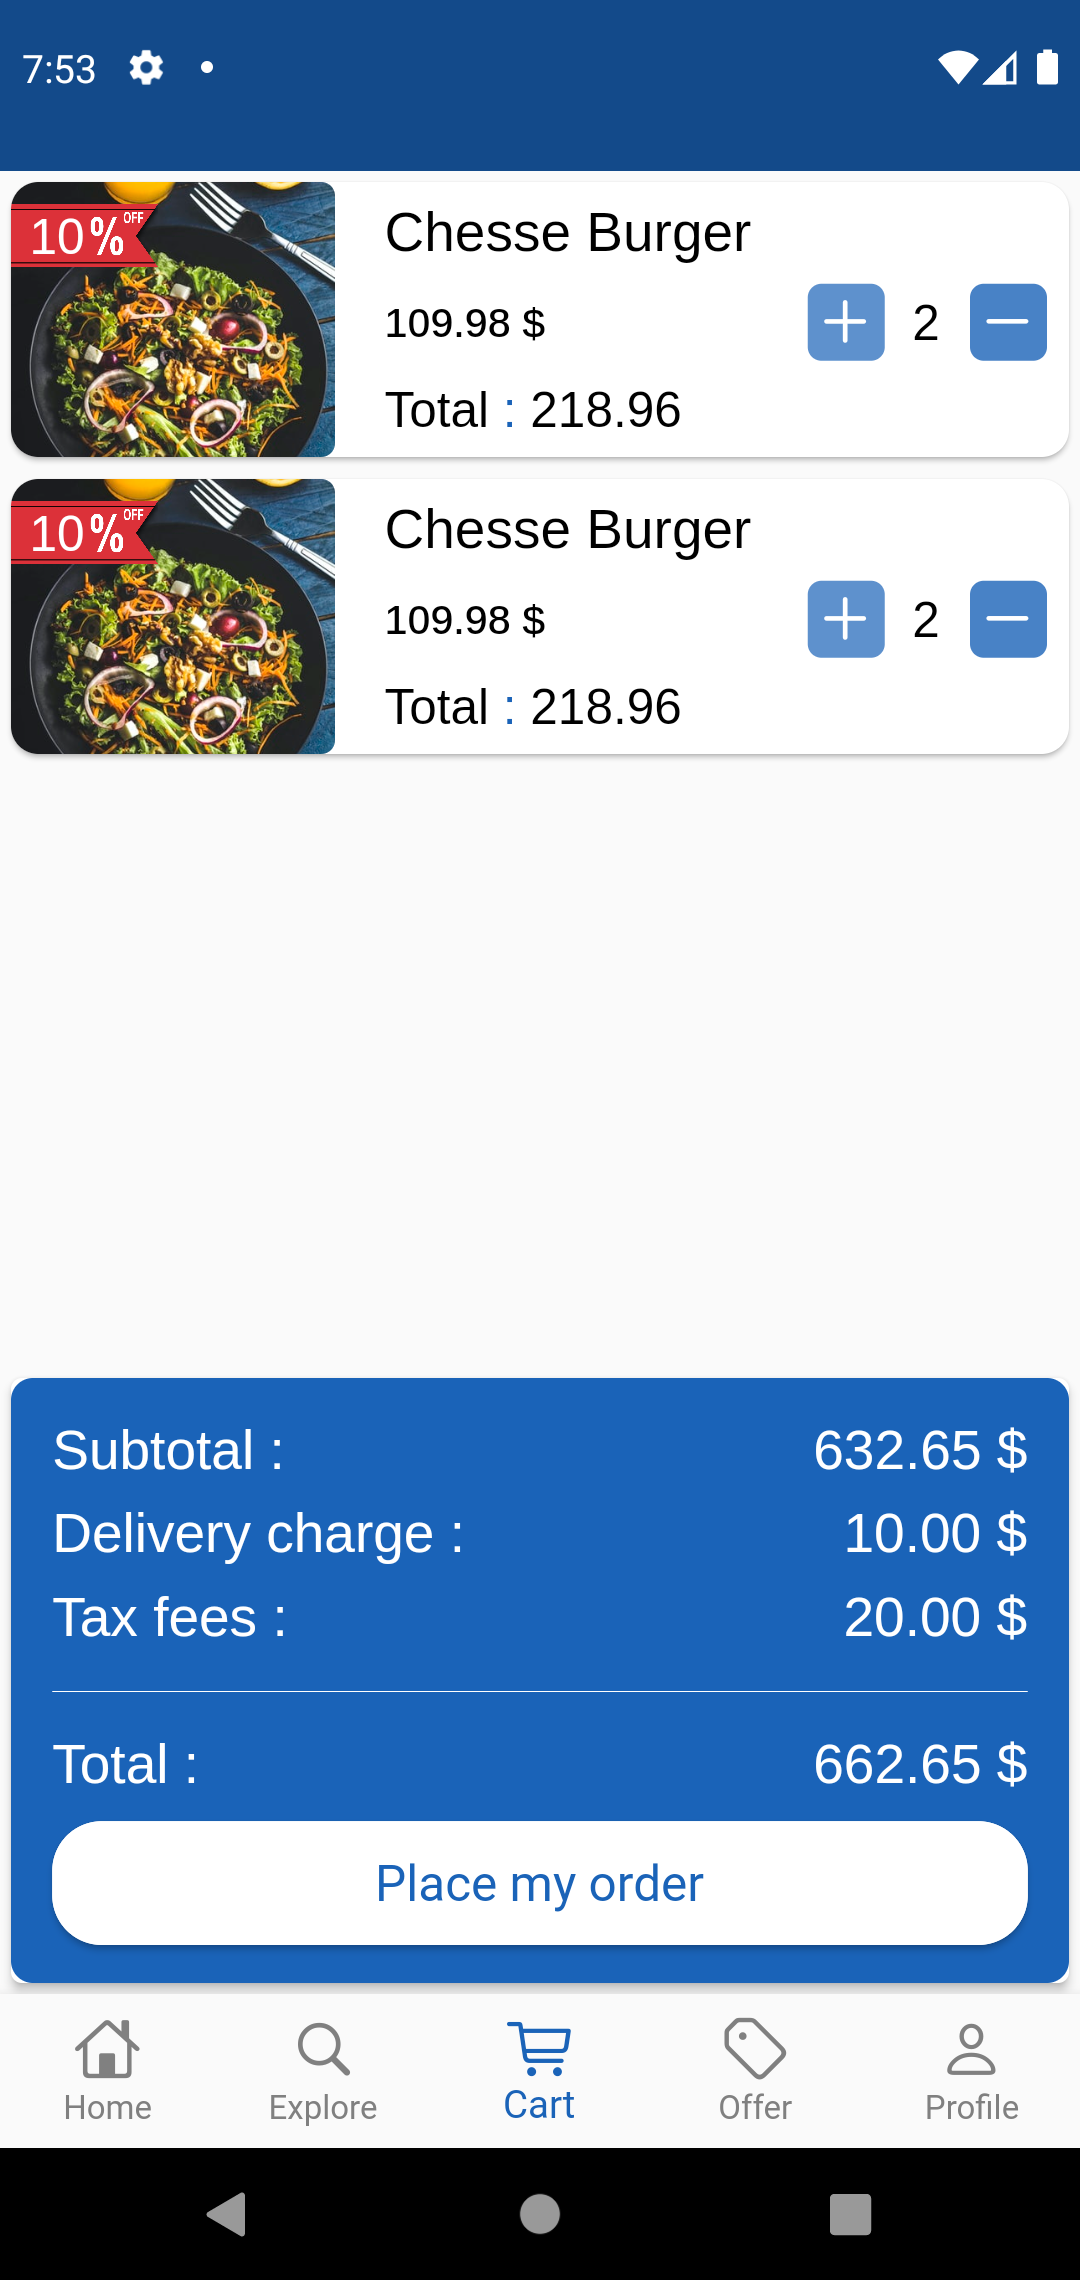 7:53
10% OFF
Chesse Burger
109.98 $
2
Total : 218.96
10% OFF
Chesse Burger
109.98 $
2
Total : 218.96
Subtotal : 632.65 $
Delivery charge : 10.00 $
Tax fees : 20.00 $
Total : 662.65 $
Place my order
Home Explore Cart Offer Profile